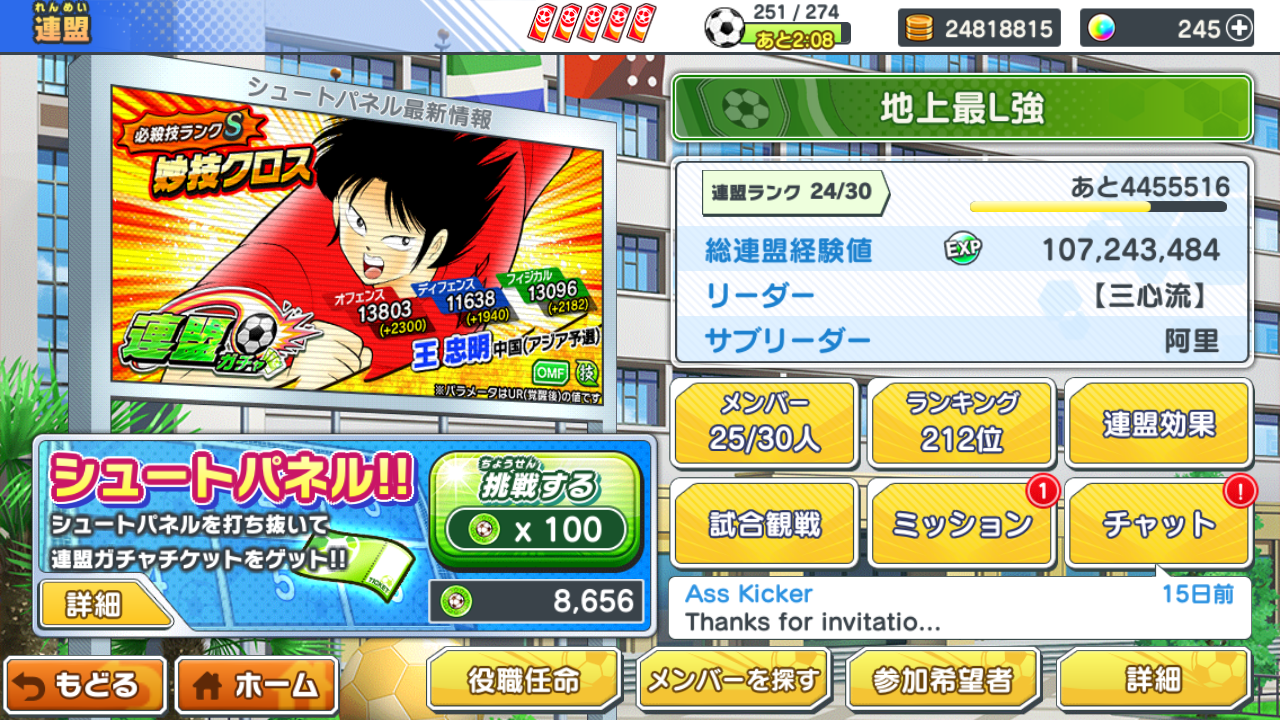 れんめい
連盟
251 / 274
あと2:08
24818815
245
シュートパネル最新情報
必殺技ランクS
妙技クロス
オフェンス
13803
(+2300)
ディフェンス
11638
(+1940)
フィジカル
13096
(+2182)
連盟
ガチャ
王 忠明 中国(アジア予選)
OMF 技
※パラメータはUR(覚醒後)の値です
地上最L強
連盟ランク 24/30
あと4455516
総連盟経験値 EXP 107,243,484
リーダー 【三心流】
サブリーダー 阿里
メンバー
25/30人
ランキング
212位
連盟効果
試合観戦
ミッション
1
チャット
!
Ass Kicker 15日前
Thanks for invitatio...
シュートパネル!!
シュートパネルを打ち抜いて
連盟ガチャチケットをゲット!!
5
TICKET
詳細
ちょうせん
挑戦する
x 100
8,656
もどる
ホーム
役職任命
メンバーを探す
参加希望者
詳細